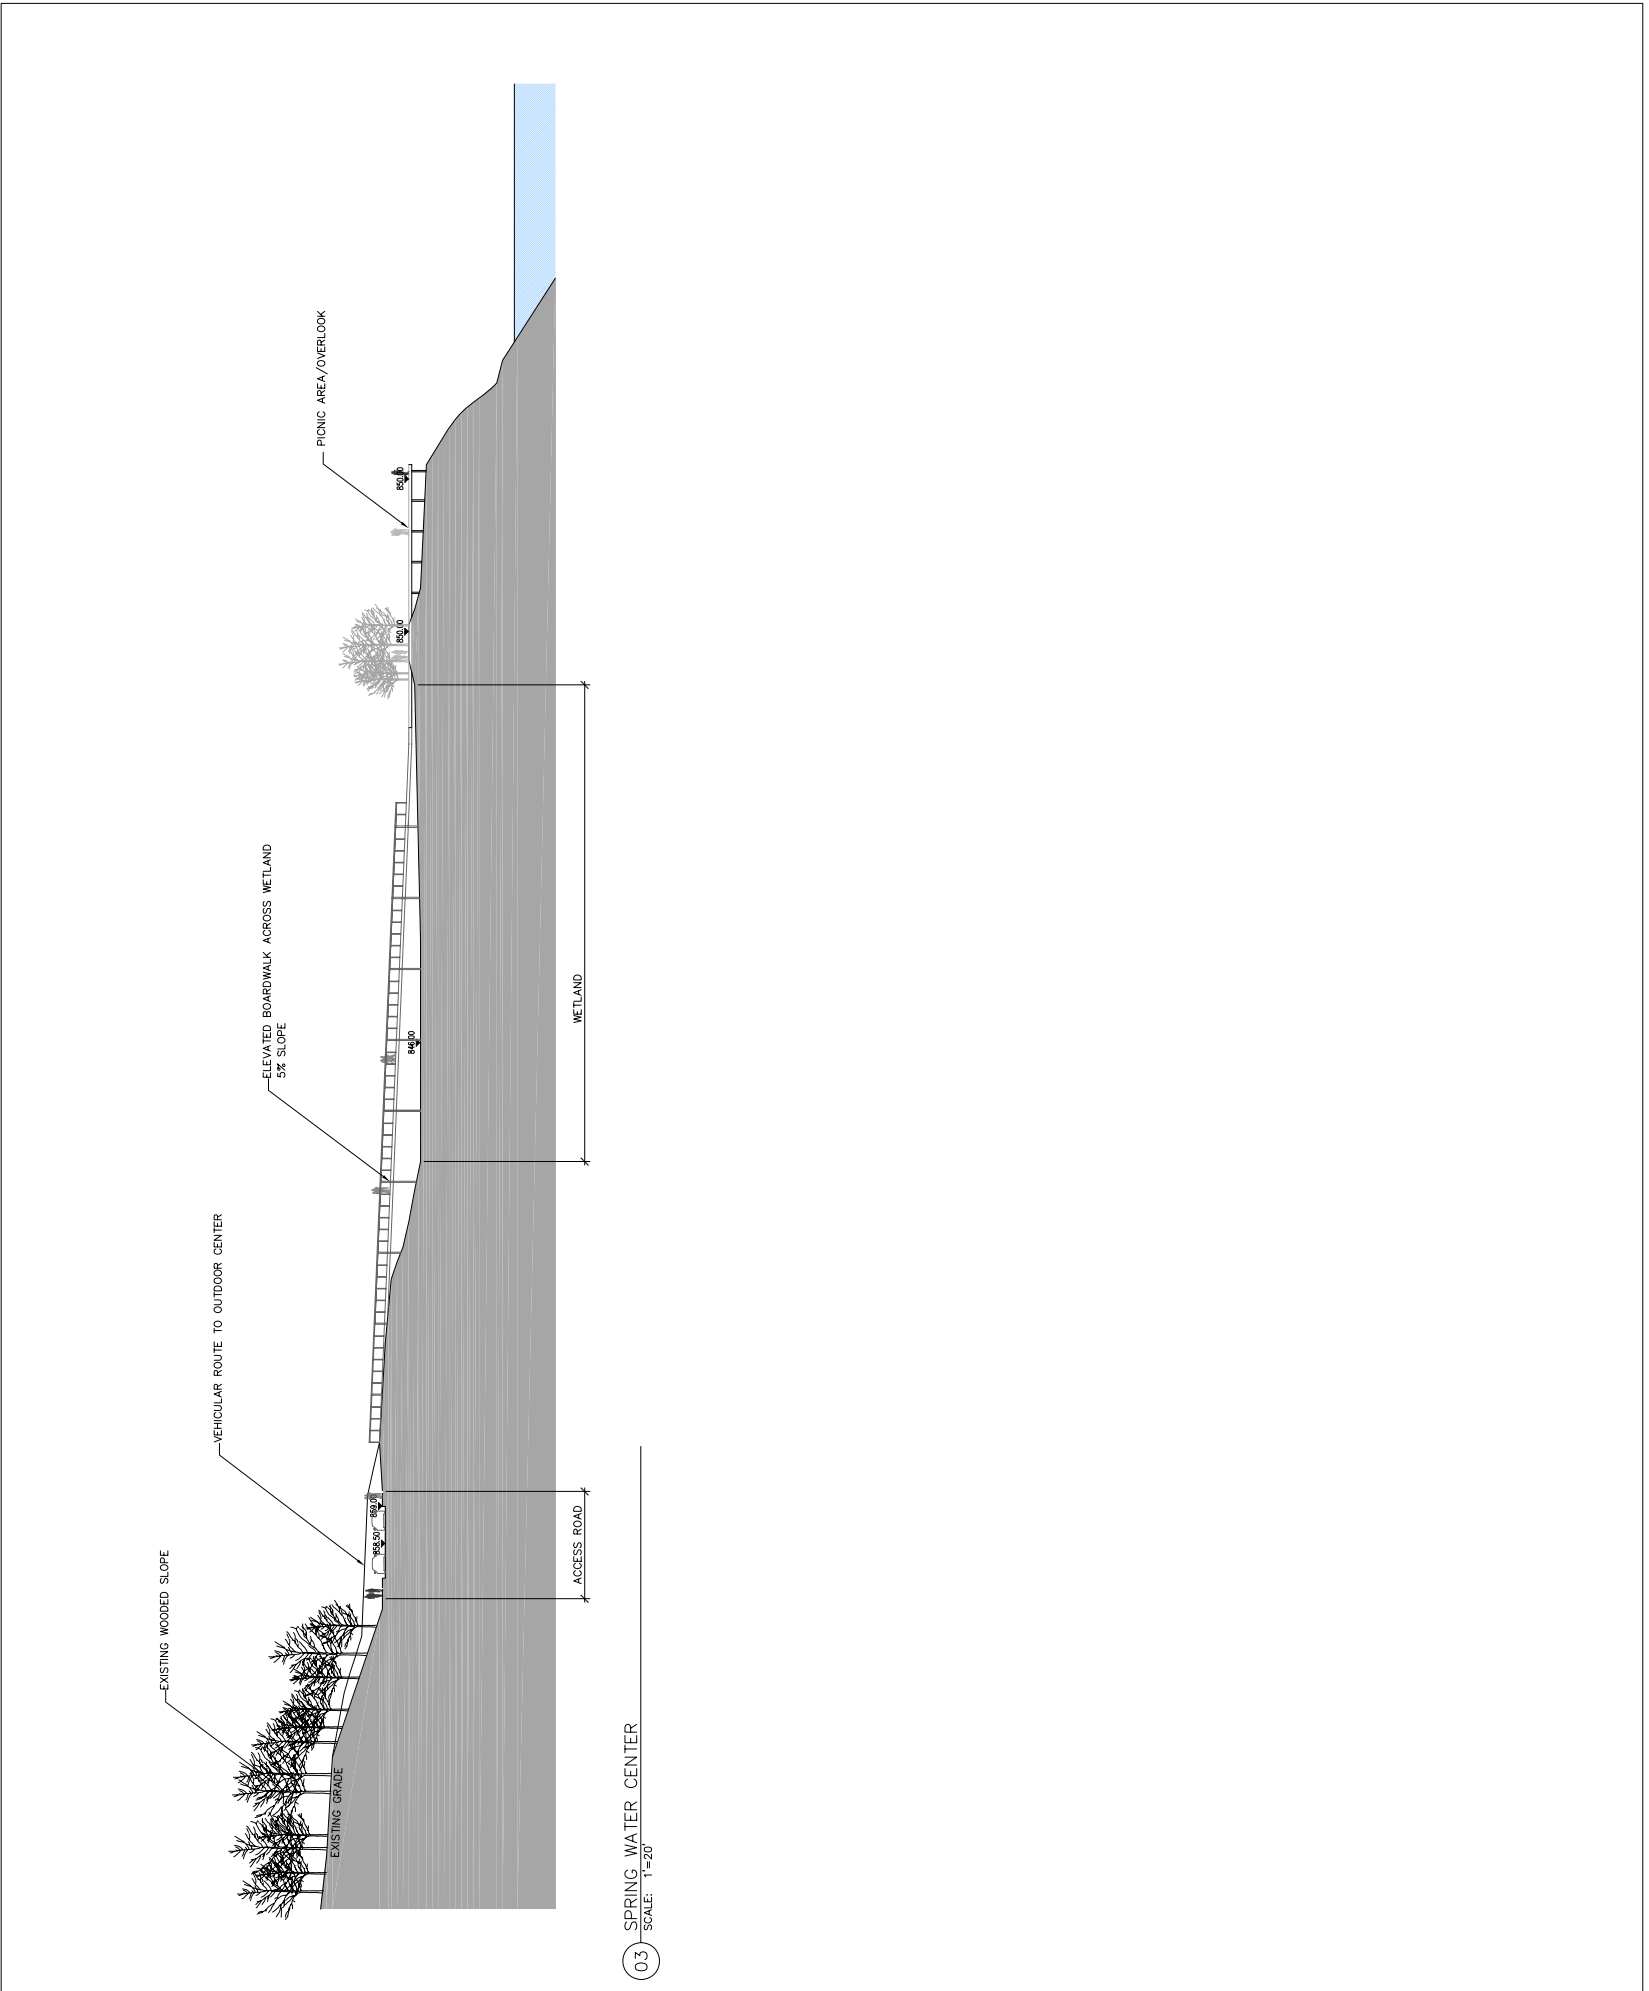 EXISTING WOODED SLOPE
VEHICULAR ROUTE TO OUTDOOR CENTER
ELEVATED BOARDWALK ACROSS WETLAND
5% SLOPE
PICNIC AREA/OVERLOOK
EXISTING GRADE
858.50
859.00
846.00
850.00
850.00
ACCESS ROAD
WETLAND
03
SPRING WATER CENTER
SCALE: 1"=20'